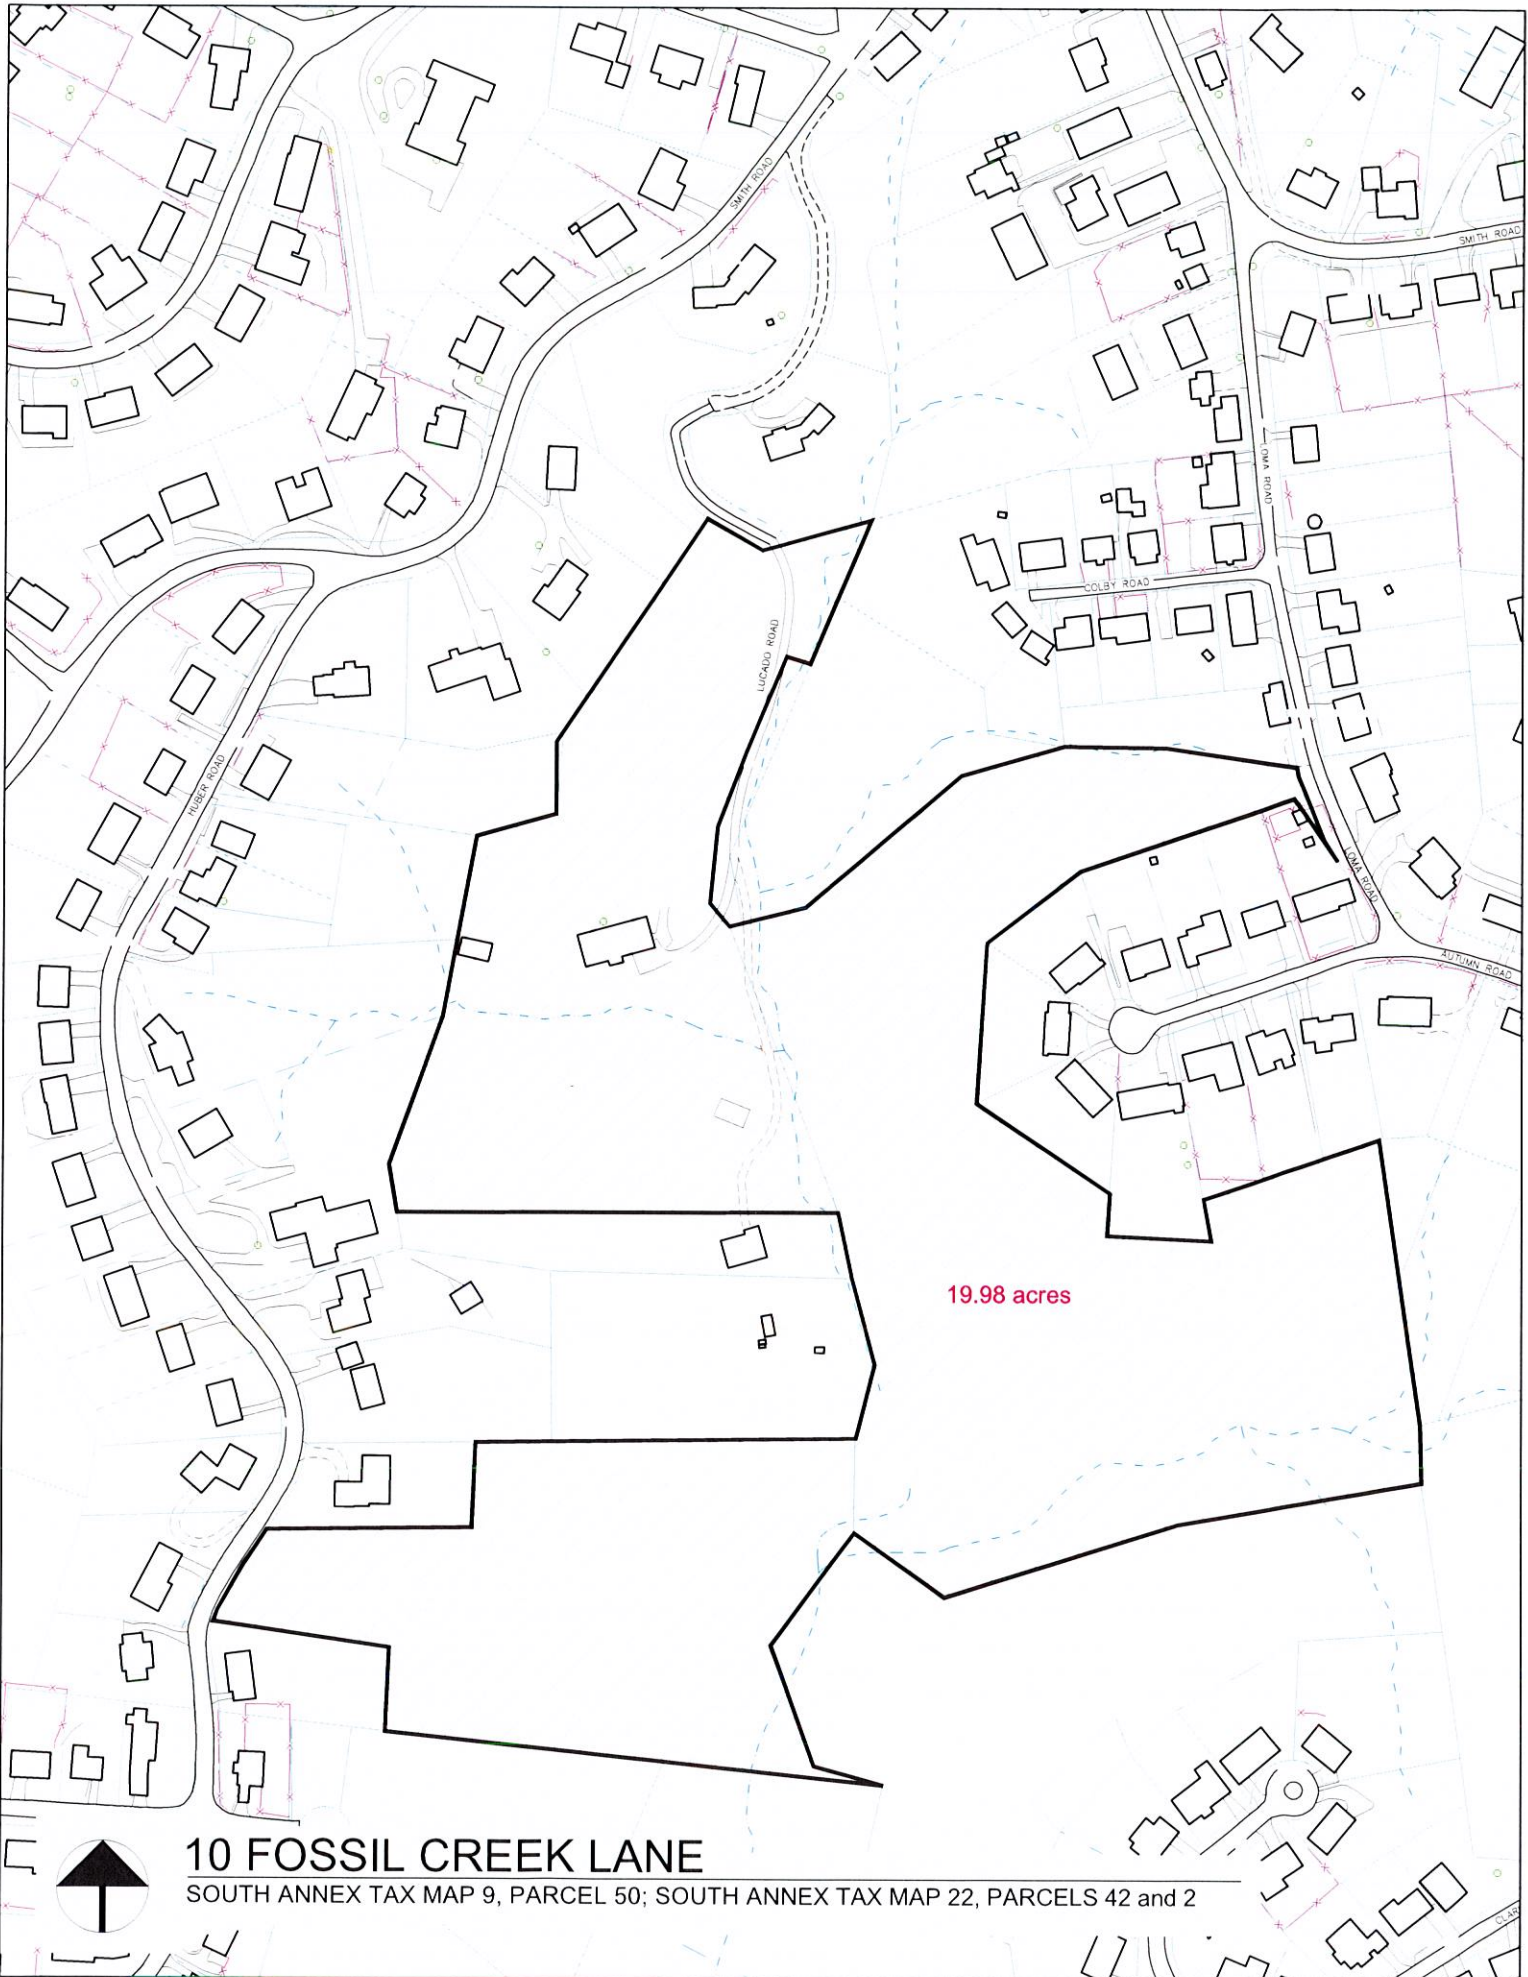 SMITH ROAD
SMITH ROAD
LOMA ROAD
COLBY ROAD
LUCADO ROAD
HUBER ROAD
LOMA ROAD
AUTUMN ROAD
19.98 acres
10 FOSSIL CREEK LANE
SOUTH ANNEX TAX MAP 9, PARCEL 50; SOUTH ANNEX TAX MAP 22, PARCELS 42 and 2